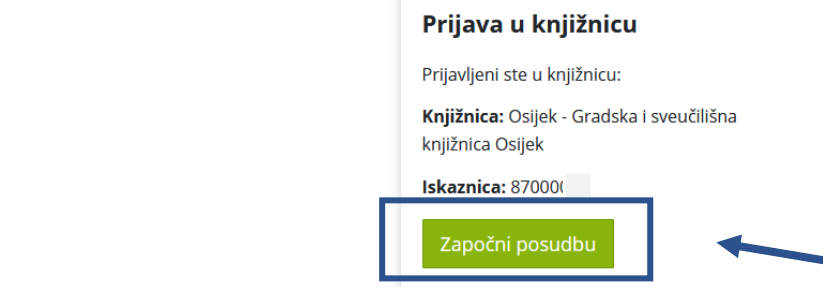 Prijava u knjižnicu
Prijavljeni ste u knjižnicu:
Knjižnica: Osijek - Gradska i sveučilišna
knjižnica Osijek
Iskaznica: 87000
Započni posudbu